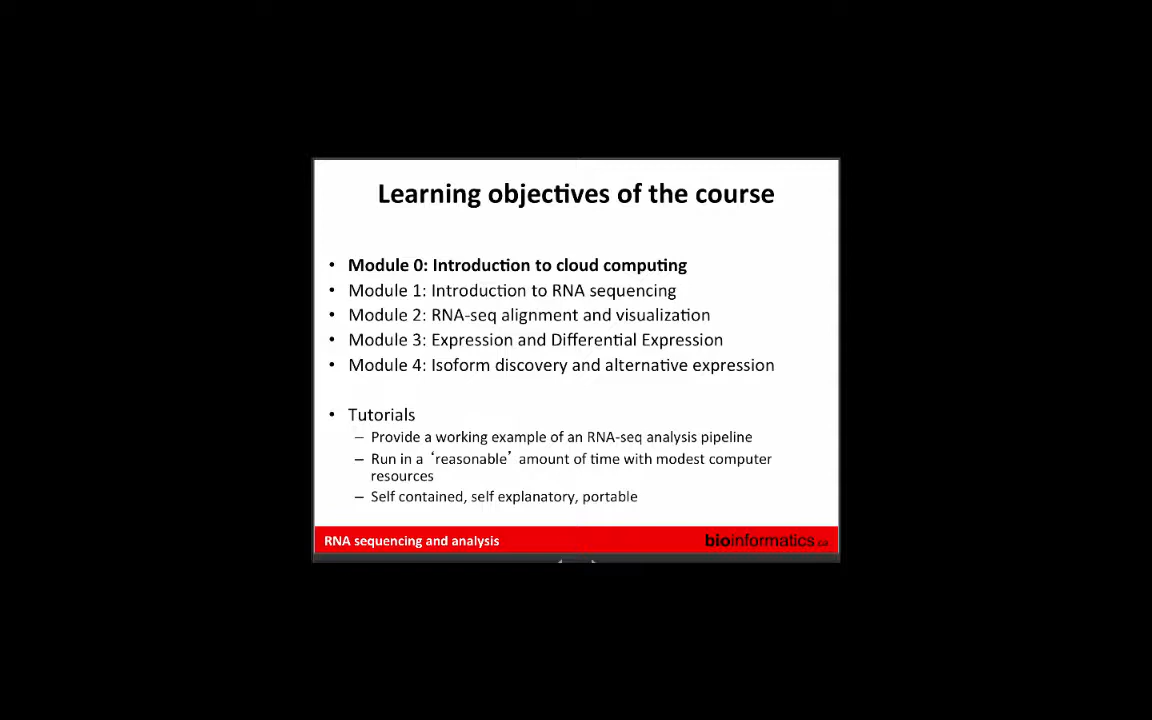 Learning objectives of the course
• Module 0: Introduction to cloud computing
• Module 1: Introduction to RNA sequencing
• Module 2: RNA-seq alignment and visualization
• Module 3: Expression and Differential Expression
• Module 4: Isoform discovery and alternative expression
• Tutorials
– Provide a working example of an RNA-seq analysis pipeline
– Run in a ‘reasonable’ amount of time with modest computer
resources
– Self contained, self explanatory, portable
RNA sequencing and analysis
bioinformatics.ca